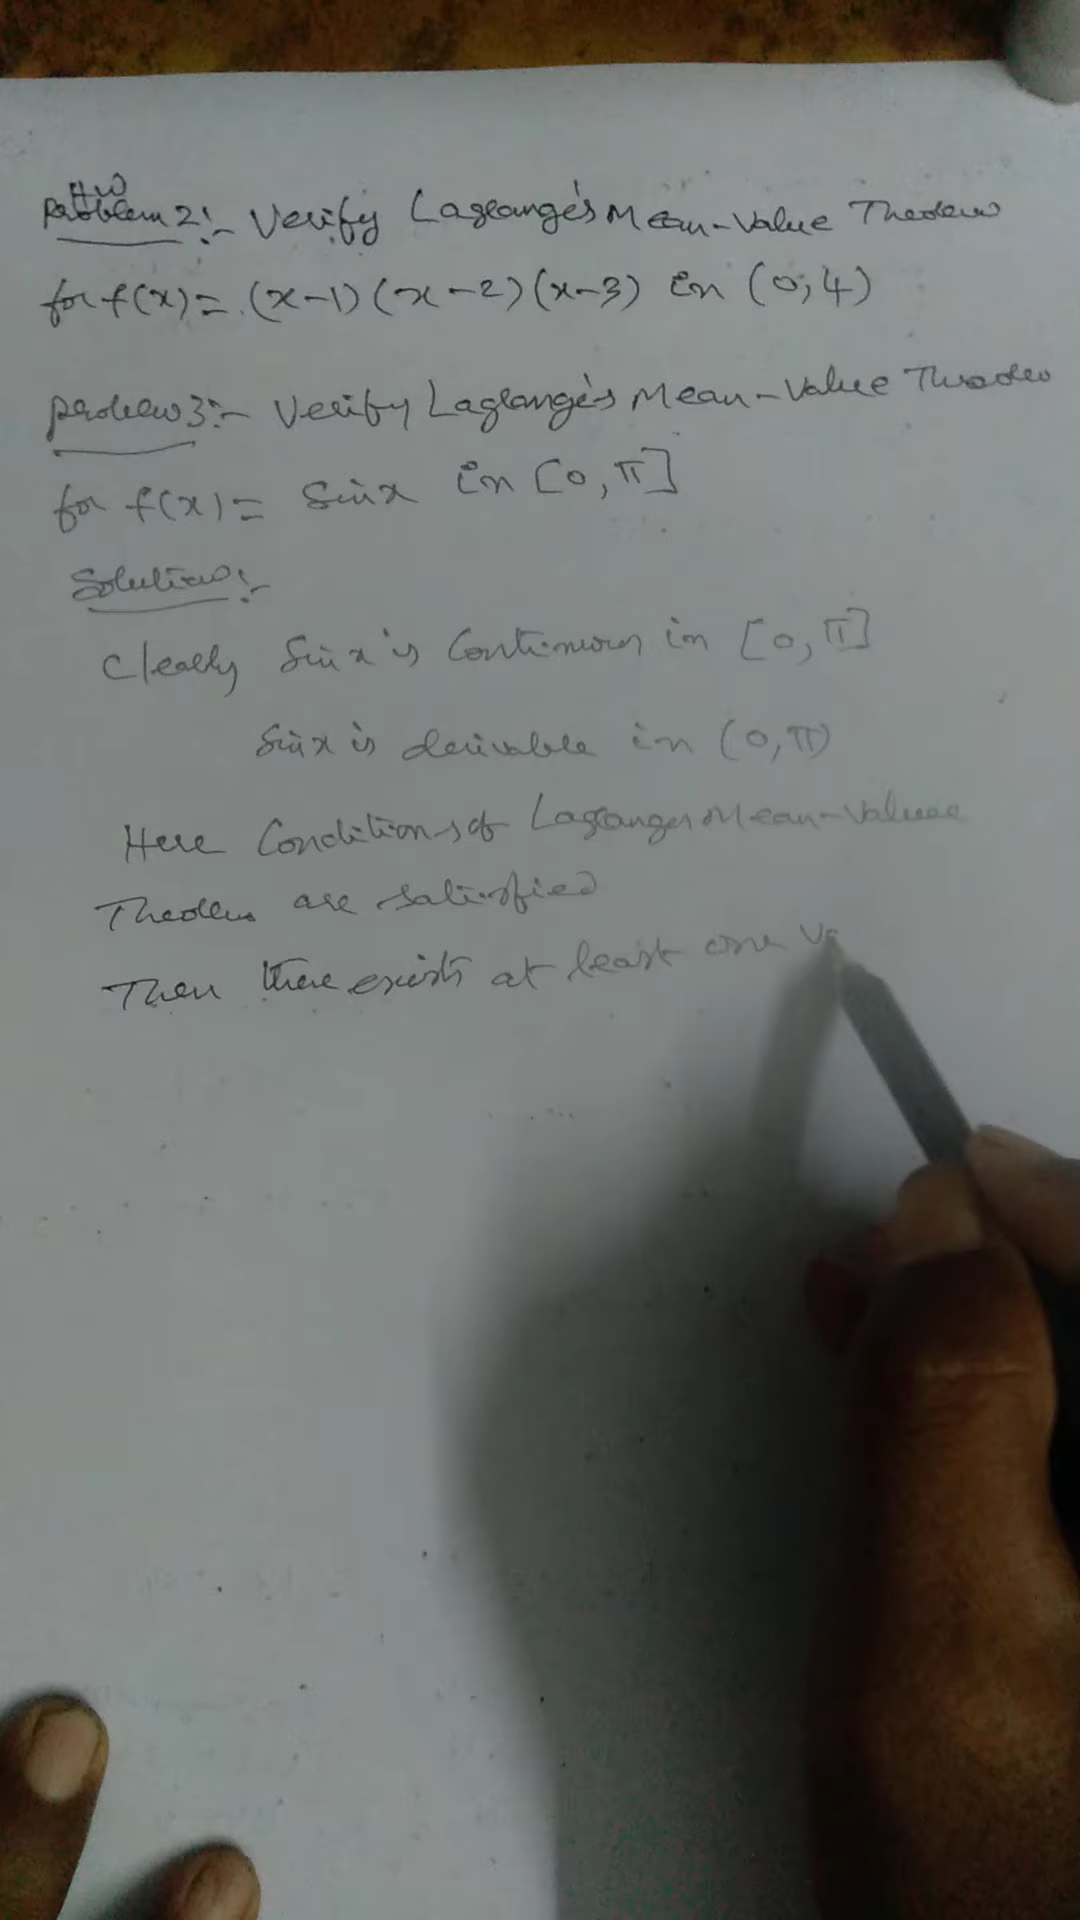 HW
Problem 2:- Verify Lagrange's Mean-Value Theorem
for f(x) = (x-1)(x-2)(x-3) in (0,4)
problem 3:- Verify Lagrange's Mean-Value Theorem
for f(x) = Sinx in [0,π]
Solution:-
Clearly Sinx is Continuous in [0,π]
Sinx is derivable in (0,π)
Here Conditions of Lagranges Mean-Value
Theorem are satisfied
Then there exists at least one